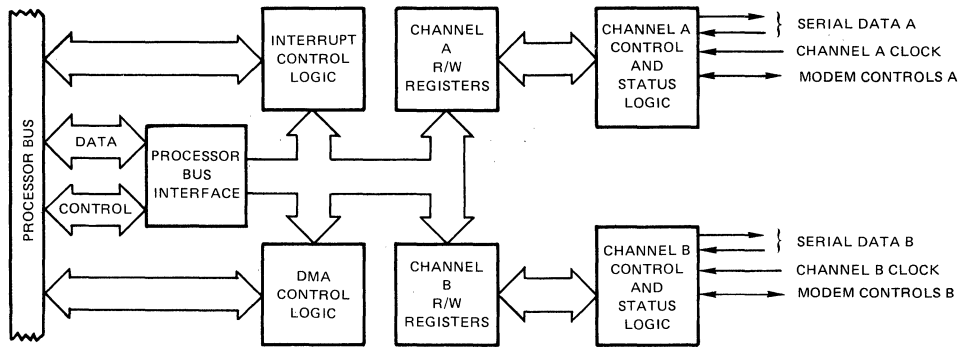 PROCESSOR BUS
DATA
CONTROL
PROCESSOR
BUS
INTERFACE
INTERRUPT
CONTROL
LOGIC
DMA
CONTROL
LOGIC
CHANNEL
A
R/W
REGISTERS
CHANNEL
B
R/W
REGISTERS
CHANNEL A
CONTROL
AND
STATUS
LOGIC
SERIAL DATA A
CHANNEL A CLOCK
MODEM CONTROLS A
CHANNEL B
CONTROL
AND
STATUS
LOGIC
SERIAL DATA B
CHANNEL B CLOCK
MODEM CONTROLS B